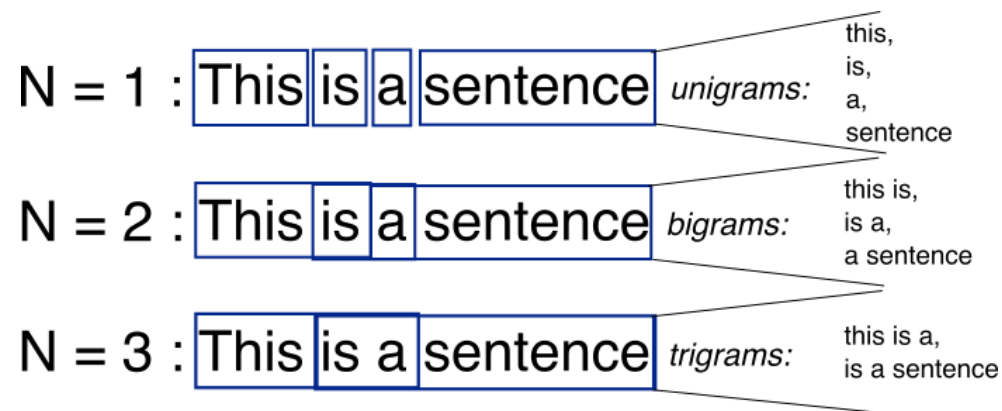 N = 1 : This is a sentence unigrams:
this,
is,
a,
sentence
N = 2 : This is a sentence bigrams:
this is,
is a,
a sentence
N = 3 : This is a sentence trigrams:
this is a,
is a sentence